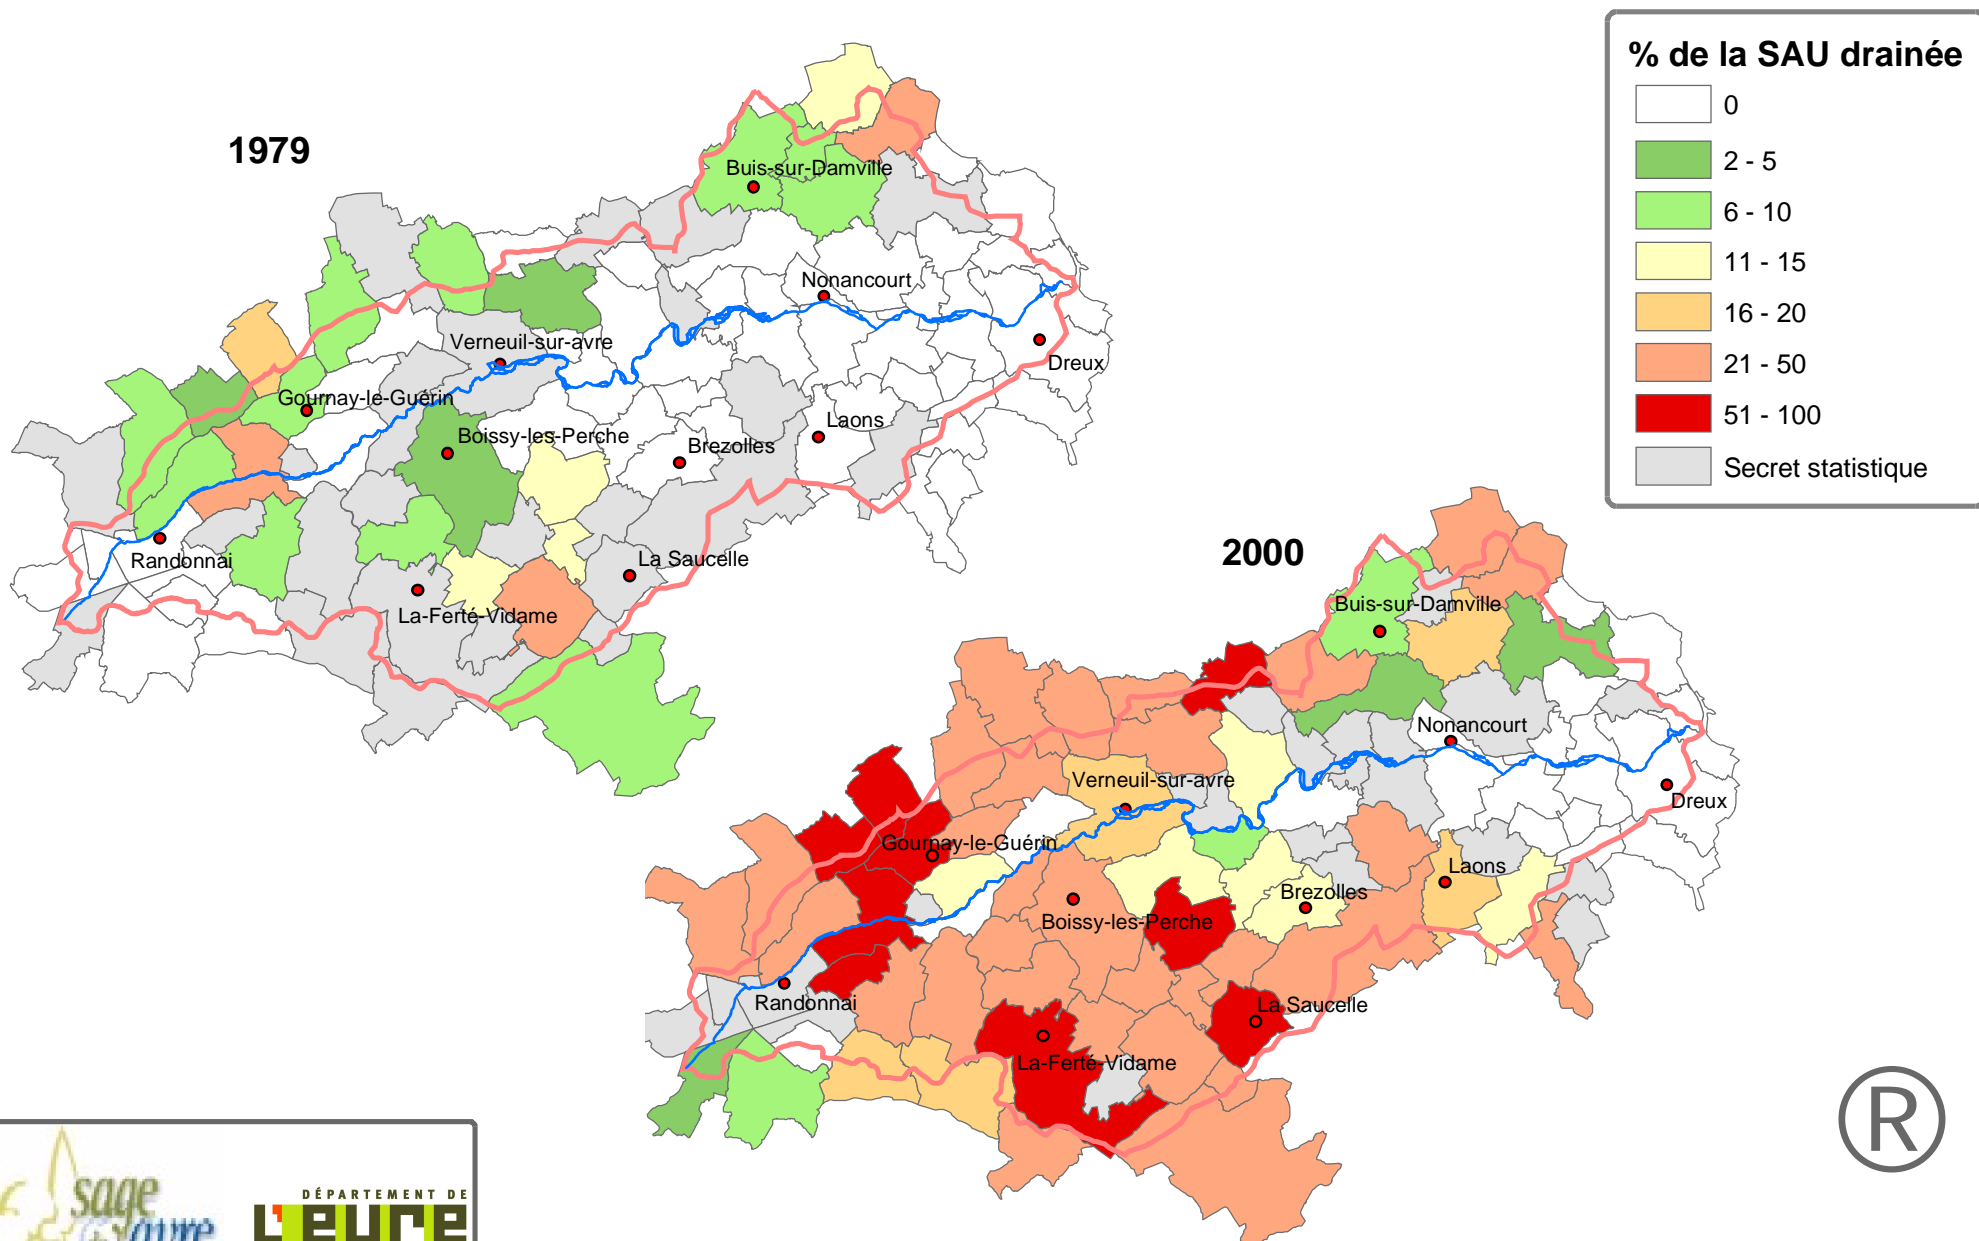 % de la SAU drainée
0
2 - 5
6 - 10
11 - 15
16 - 20
21 - 50
51 - 100
Secret statistique
1979
Buis-sur-Damville
Nonancourt
Verneuil-sur-avre
Dreux
Gournay-le-Guérin
Laons
Boissy-les-Perche
Brezolles
Randonnai
La Saucelle
La-Ferté-Vidame
2000
Buis-sur-Damville
Nonancourt
Verneuil-sur-avre
Dreux
Gournay-le-Guérin
Laons
Brezolles
Boissy-les-Perche
Randonnai
La Saucelle
La-Ferté-Vidame
®
sage
avre
DÉPARTEMENT DE
L'eure